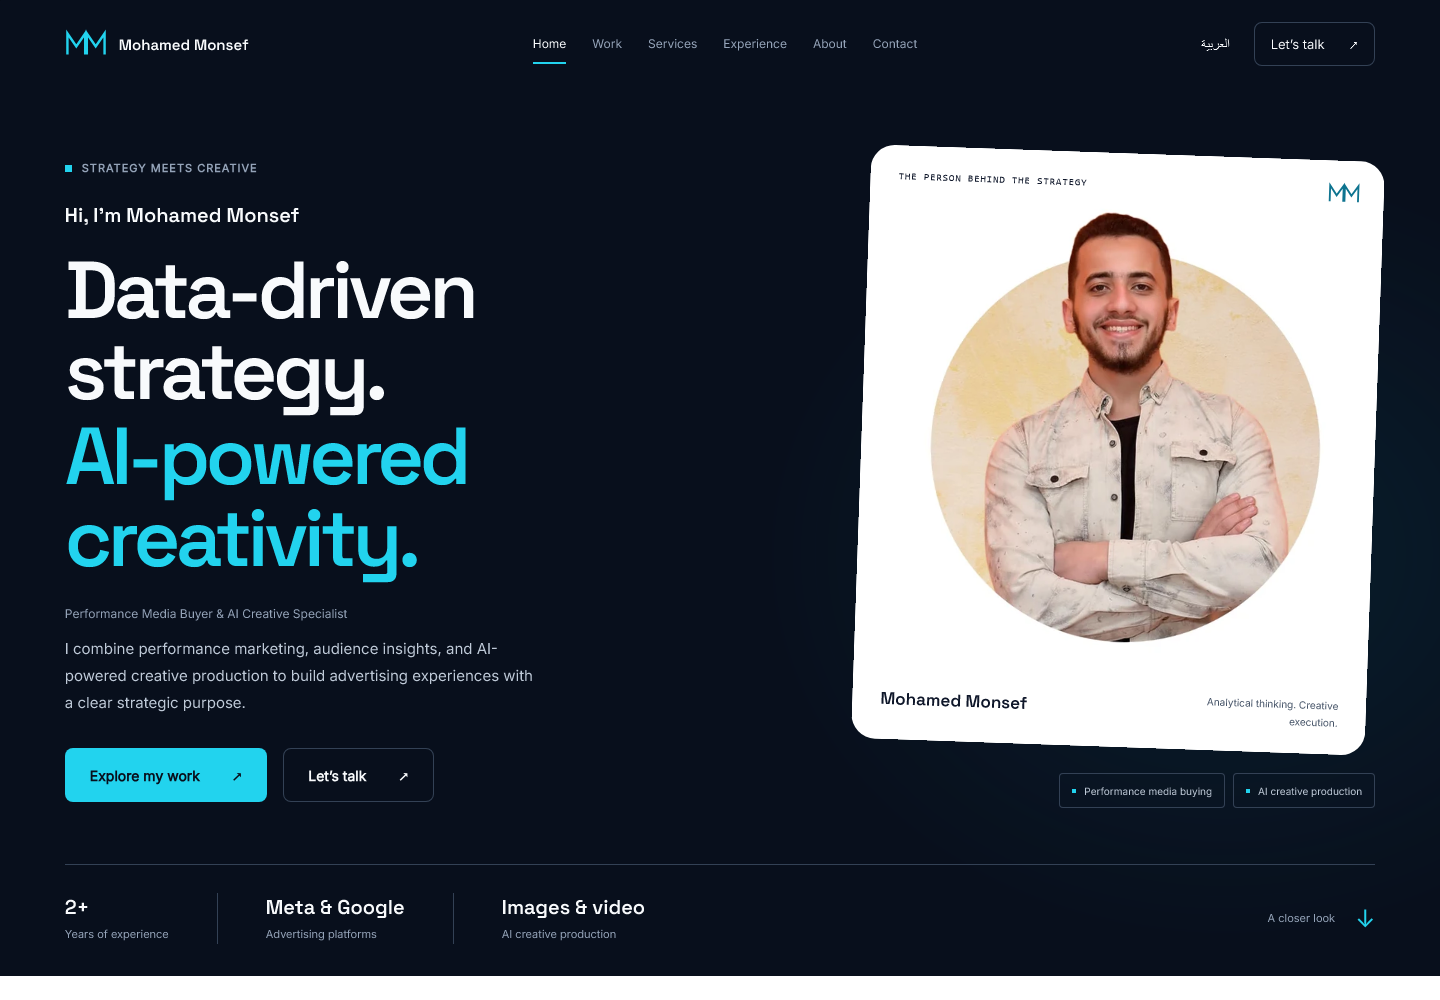 MM Mohamed Monsef
Home Work Services Experience About Contact
العربية
Let's talk ↗
STRATEGY MEETS CREATIVE
Hi, I'm Mohamed Monsef
Data-driven
strategy.
AI-powered
creativity.
Performance Media Buyer & AI Creative Specialist
I combine performance marketing, audience insights, and AI-
powered creative production to build advertising experiences with
a clear strategic purpose.
Explore my work ↗
Let's talk ↗
THE PERSON BEHIND THE STRATEGY
MM
Mohamed Monsef
Analytical thinking. Creative
execution.
Performance media buying
AI creative production
2+
Years of experience
Meta & Google
Advertising platforms
Images & video
AI creative production
A closer look ↓